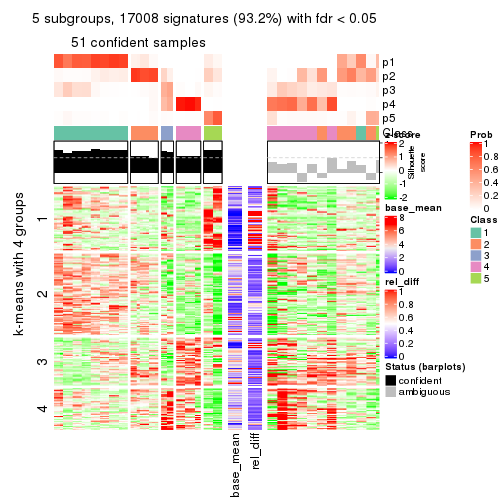 5 subgroups, 17008 signatures (93.2%) with fdr < 0.05
51 confident samples
p1
p2
p3
p4
p5
Class
z-score
2
1
0
-1
-2
Silhouette
score
base_mean
8
6
4
2
0
rel_diff
1
0.8
0.6
0.4
0.2
0
Status (barplots)
confident
ambiguous
Prob
1
0.8
0.6
0.4
0.2
0
Class
1
2
3
4
5
k-means with 4 groups
1
2
3
4
base_mean
rel_diff